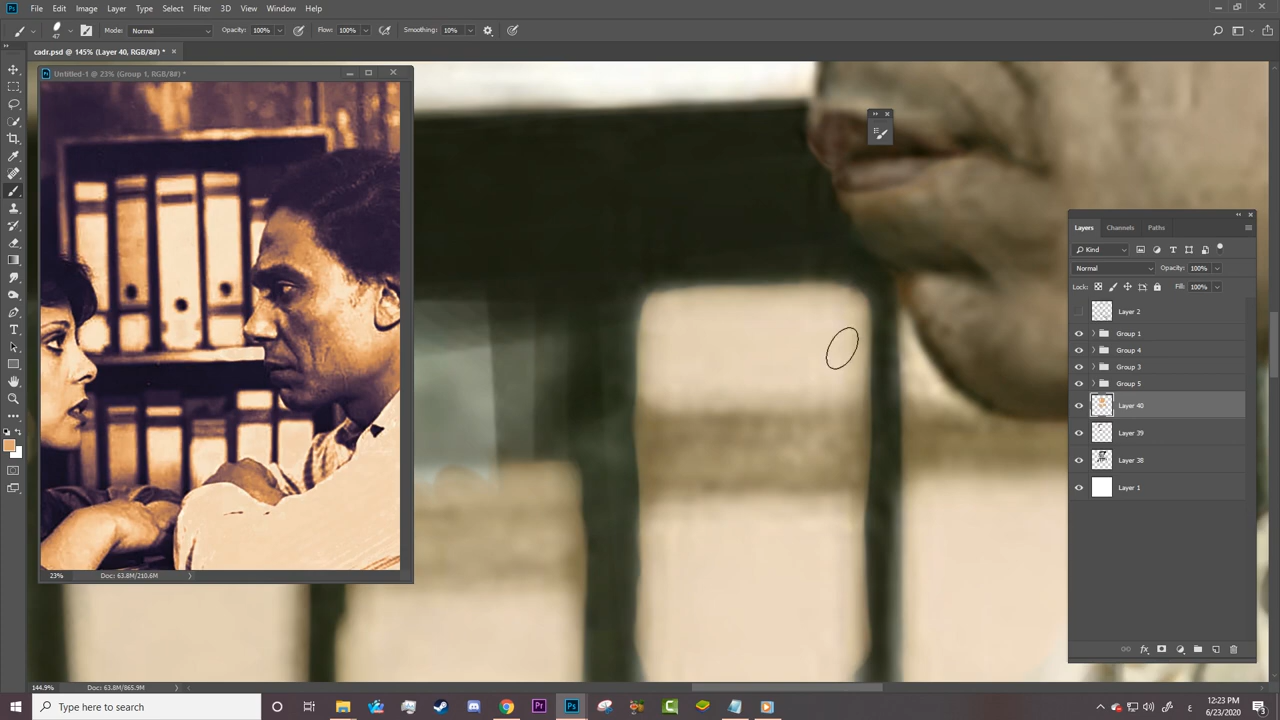 File Edit Image Layer Type Select Filter 3D View Window Help
47 Mode: Normal Opacity: 100% Flow: 100% Smoothing: 10%
cadr.psd @ 145% (Layer 40, RGB/8#) *
Untitled-1 @ 23% (Group 1, RGB/8#) *
Layers Channels Paths
Kind
Normal Opacity: 100%
Lock: Fill: 100%
Layer 2
Group 1
Group 4
Group 3
Group 5
Layer 40
Layer 39
Layer 38
Layer 1
fx
23% Doc: 63.8M/210.6M
144.9% Doc: 63.8M/865.9M
Type here to search
Pr Ps
12:23 PM
6/23/2020